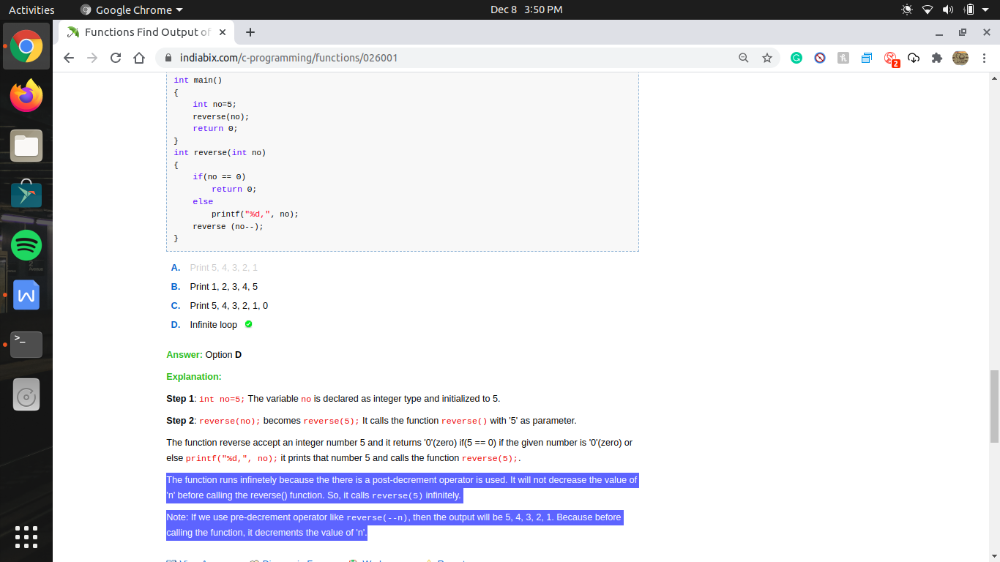 Activities
Google Chrome
Dec 8 3:50 PM
Functions Find Output of
indiabix.com/c-programming/functions/026001
2
int main()
{
int no=5;
reverse(no);
return 0;
}
int reverse(int no)
{
if(no == 0)
return 0;
else
printf("%d,", no);
reverse (no--);
}
A. Print 5, 4, 3, 2, 1
B. Print 1, 2, 3, 4, 5
C. Print 5, 4, 3, 2, 1, 0
D. Infinite loop
Answer: Option D
Explanation:
Step 1: int no=5; The variable no is declared as integer type and initialized to 5.
Step 2: reverse(no); becomes reverse(5); It calls the function reverse() with '5' as parameter.
The function reverse accept an integer number 5 and it returns '0'(zero) if(5 == 0) if the given number is '0'(zero) or
else printf("%d,", no); it prints that number 5 and calls the function reverse(5);.
The function runs infinetely because the there is a post-decrement operator is used. It will not decrease the value of
'n' before calling the reverse() function. So, it calls reverse(5) infinitely.
Note: If we use pre-decrement operator like reverse(--n), then the output will be 5, 4, 3, 2, 1. Because before
calling the function, it decrements the value of 'n'.